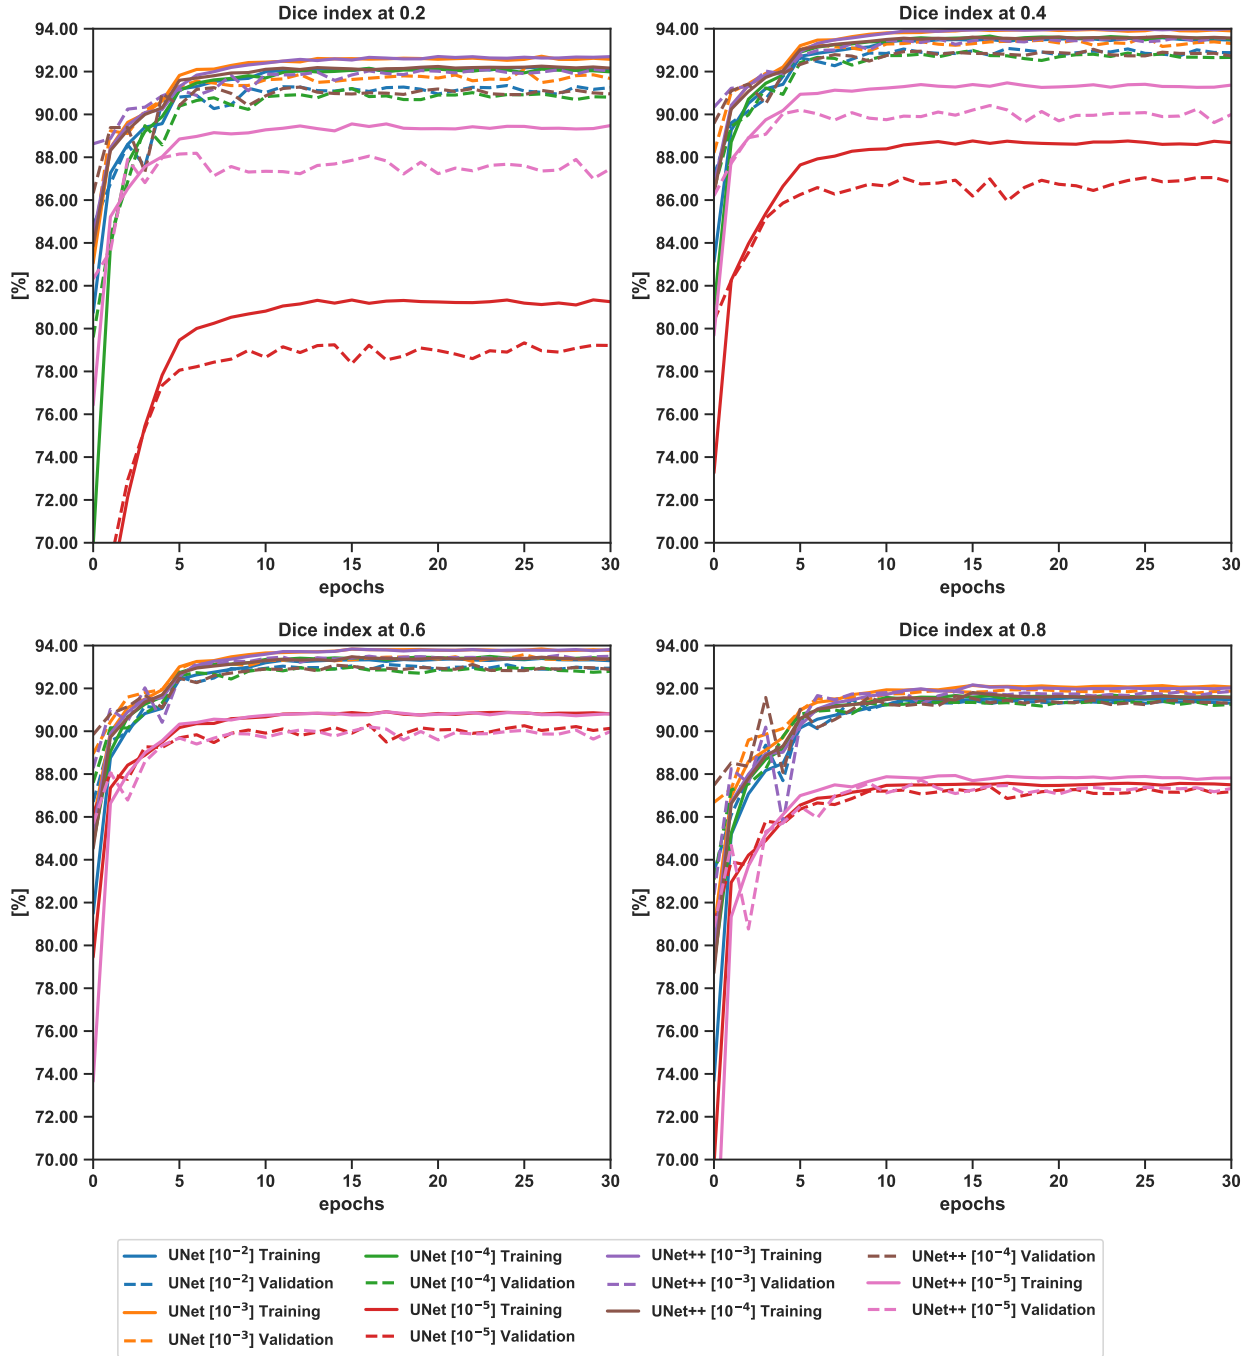 Dice index at 0.2
94.00
92.00
90.00
88.00
86.00
84.00
82.00
80.00
78.00
76.00
74.00
72.00
70.00
[%]
0 5 10 15 20 25 30
epochs
Dice index at 0.4
94.00
92.00
90.00
88.00
86.00
84.00
82.00
80.00
78.00
76.00
74.00
72.00
70.00
[%]
0 5 10 15 20 25 30
epochs
Dice index at 0.6
94.00
92.00
90.00
88.00
86.00
84.00
82.00
80.00
78.00
76.00
74.00
72.00
70.00
[%]
0 5 10 15 20 25 30
epochs
Dice index at 0.8
94.00
92.00
90.00
88.00
86.00
84.00
82.00
80.00
78.00
76.00
74.00
72.00
70.00
[%]
0 5 10 15 20 25 30
epochs
UNet [10⁻²] Training
UNet [10⁻²] Validation
UNet [10⁻³] Training
UNet [10⁻³] Validation
UNet [10⁻⁴] Training
UNet [10⁻⁴] Validation
UNet [10⁻⁵] Training
UNet [10⁻⁵] Validation
UNet++ [10⁻³] Training
UNet++ [10⁻³] Validation
UNet++ [10⁻⁴] Training
UNet++ [10⁻⁴] Validation
UNet++ [10⁻⁵] Training
UNet++ [10⁻⁵] Validation